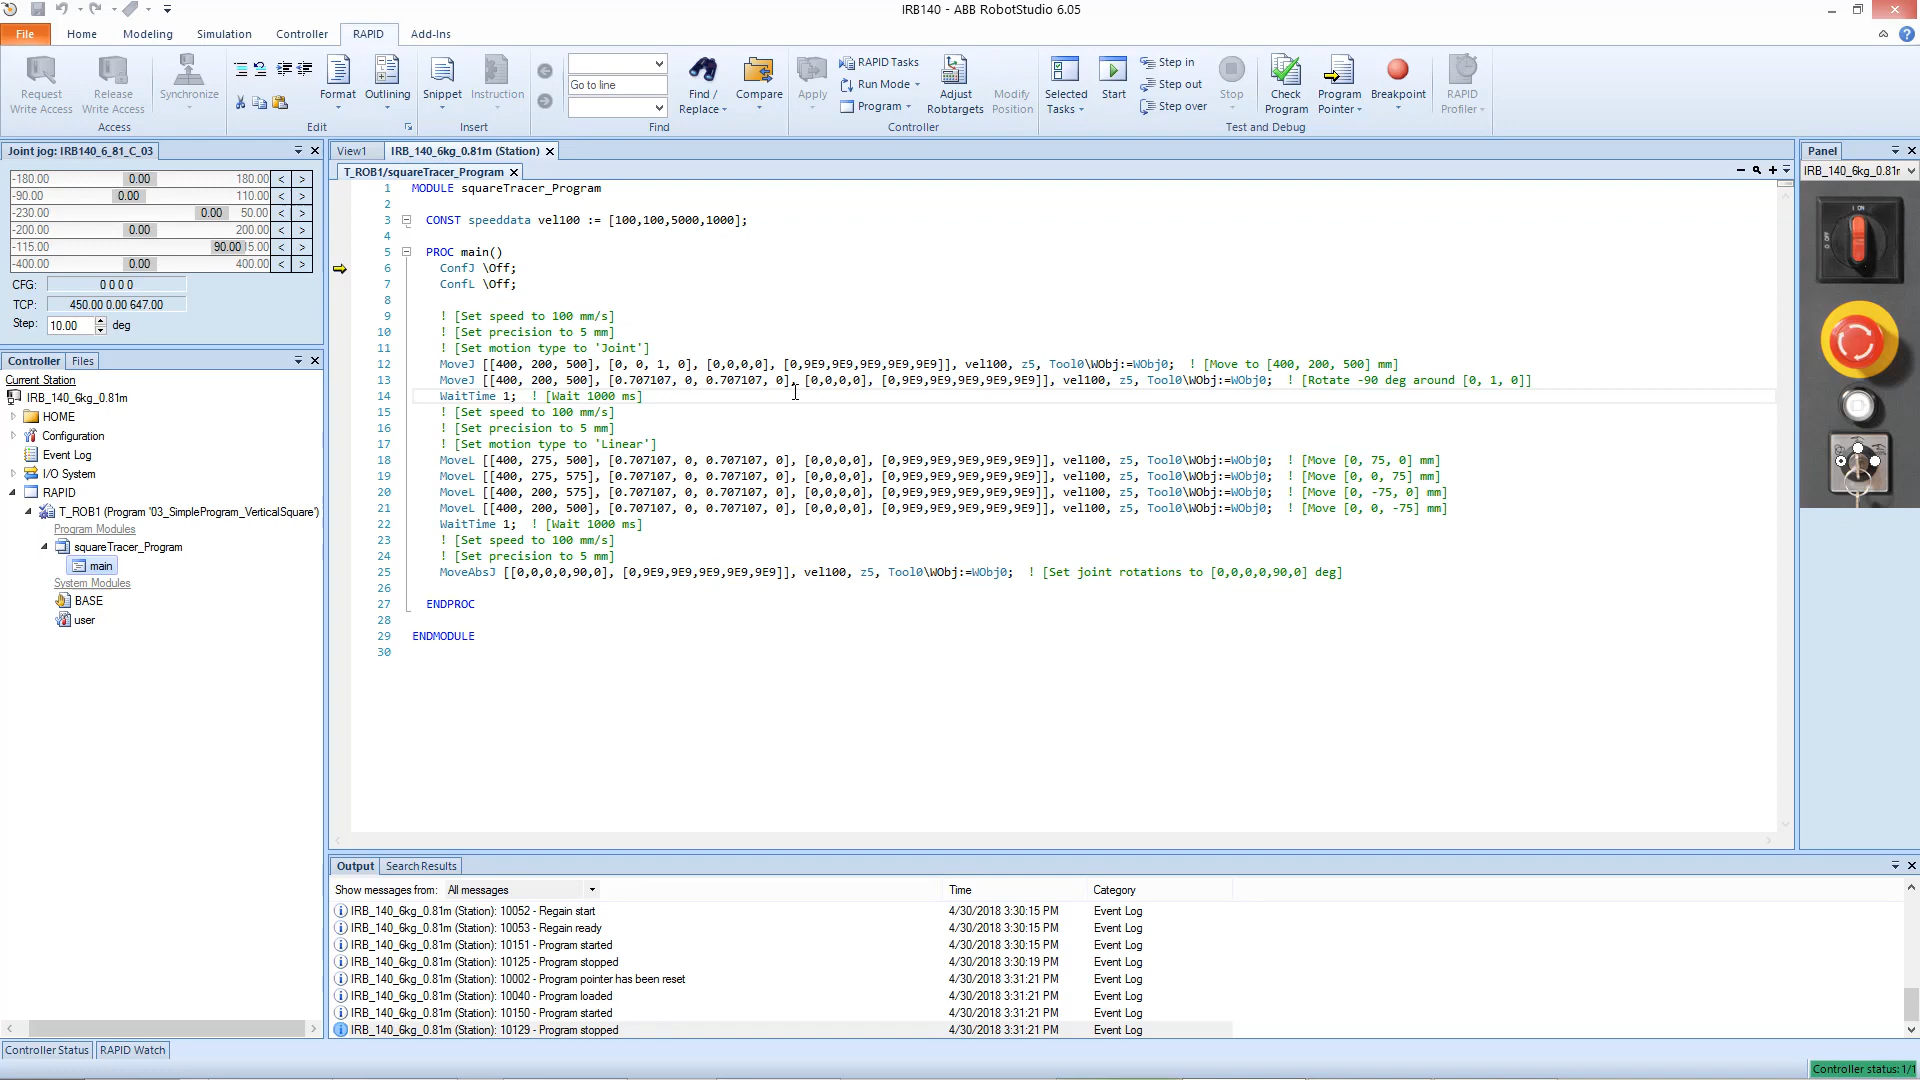 IRB140 - ABB RobotStudio 6.05
File Home Modeling Simulation Controller RAPID Add-Ins
Request Write Access
Release Write Access
Synchronize
Access
Format
Outlining
Edit
Snippet
Instruction
Insert
Go to line
Find / Replace
Find
Compare
Apply
RAPID Tasks
Run Mode
Program
Adjust Robtargets
Modify Position
Controller
Selected Tasks
Start
Step in
Step out
Step over
Stop
Check Program
Program Pointer
Breakpoint
Test and Debug
RAPID Profiler
Joint jog: IRB140_6_81_C_03
-180.00 0.00 180.00 < >
-90.00 0.00 110.00 < >
-230.00 0.00 50.00 < >
-200.00 0.00 200.00 < >
-115.00 90.00 < >
-400.00 0.00 400.00 < >
CFG: 0 0 0 0
TCP: 450.00 0.00 647.00
Step: 10.00 deg
Controller Files
Current Station
IRB_140_6kg_0.81m
HOME
Configuration
Event Log
I/O System
RAPID
T_ROB1 (Program '03_SimpleProgram_VerticalSquare')
Program Modules
squareTracer_Program
main
System Modules
BASE
user
View1 IRB_140_6kg_0.81m (Station)
T_ROB1/squareTracer_Program
1 MODULE squareTracer_Program
2
3 CONST speeddata vel100 := [100,100,5000,1000];
4
5 PROC main()
6 ConfJ \Off;
7 ConfL \Off;
8
9 ! [Set speed to 100 mm/s]
10 ! [Set precision to 5 mm]
11 ! [Set motion type to 'Joint']
12 MoveJ [[400, 200, 500], [0, 0, 1, 0], [0,0,0,0], [0,9E9,9E9,9E9,9E9,9E9]], vel100, z5, Tool0\WObj:=WObj0; ! [Move to [400, 200, 500] mm]
13 MoveJ [[400, 200, 500], [0.707107, 0, 0.707107, 0], [0,0,0,0], [0,9E9,9E9,9E9,9E9,9E9]], vel100, z5, Tool0\WObj:=WObj0; ! [Rotate -90 deg around [0, 1, 0]]
14 WaitTime 1; ! [Wait 1000 ms]
15 ! [Set speed to 100 mm/s]
16 ! [Set precision to 5 mm]
17 ! [Set motion type to 'Linear']
18 MoveL [[400, 275, 500], [0.707107, 0, 0.707107, 0], [0,0,0,0], [0,9E9,9E9,9E9,9E9,9E9]], vel100, z5, Tool0\WObj:=WObj0; ! [Move [0, 75, 0] mm]
19 MoveL [[400, 275, 575], [0.707107, 0, 0.707107, 0], [0,0,0,0], [0,9E9,9E9,9E9,9E9,9E9]], vel100, z5, Tool0\WObj:=WObj0; ! [Move [0, 0, 75] mm]
20 MoveL [[400, 200, 575], [0.707107, 0, 0.707107, 0], [0,0,0,0], [0,9E9,9E9,9E9,9E9,9E9]], vel100, z5, Tool0\WObj:=WObj0; ! [Move [0, -75, 0] mm]
21 MoveL [[400, 200, 500], [0.707107, 0, 0.707107, 0], [0,0,0,0], [0,9E9,9E9,9E9,9E9,9E9]], vel100, z5, Tool0\WObj:=WObj0; ! [Move [0, 0, -75] mm]
22 WaitTime 1; ! [Wait 1000 ms]
23 ! [Set speed to 100 mm/s]
24 ! [Set precision to 5 mm]
25 MoveAbsJ [[0,0,0,0,90,0], [0,9E9,9E9,9E9,9E9,9E9]], vel100, z5, Tool0\WObj:=WObj0; ! [Set joint rotations to [0,0,0,0,90,0] deg]
26
27 ENDPROC
28
29 ENDMODULE
30
Panel
Output Search Results
Show messages from: All messages Time Category
IRB_140_6kg_0.81m (Station): 10052 - Regain start 4/30/2018 3:30:15 PM Event Log
IRB_140_6kg_0.81m (Station): 10053 - Regain ready 4/30/2018 3:30:15 PM Event Log
IRB_140_6kg_0.81m (Station): 10151 - Program started 4/30/2018 3:30:15 PM Event Log
IRB_140_6kg_0.81m (Station): 10125 - Program stopped 4/30/2018 3:30:19 PM Event Log
IRB_140_6kg_0.81m (Station): 10002 - Program pointer has been reset 4/30/2018 3:31:21 PM Event Log
IRB_140_6kg_0.81m (Station): 10040 - Program loaded 4/30/2018 3:31:21 PM Event Log
IRB_140_6kg_0.81m (Station): 10150 - Program started 4/30/2018 3:31:21 PM Event Log
IRB_140_6kg_0.81m (Station): 10129 - Program stopped 4/30/2018 3:31:21 PM Event Log
Controller Status RAPID Watch
Controller status: 1/1